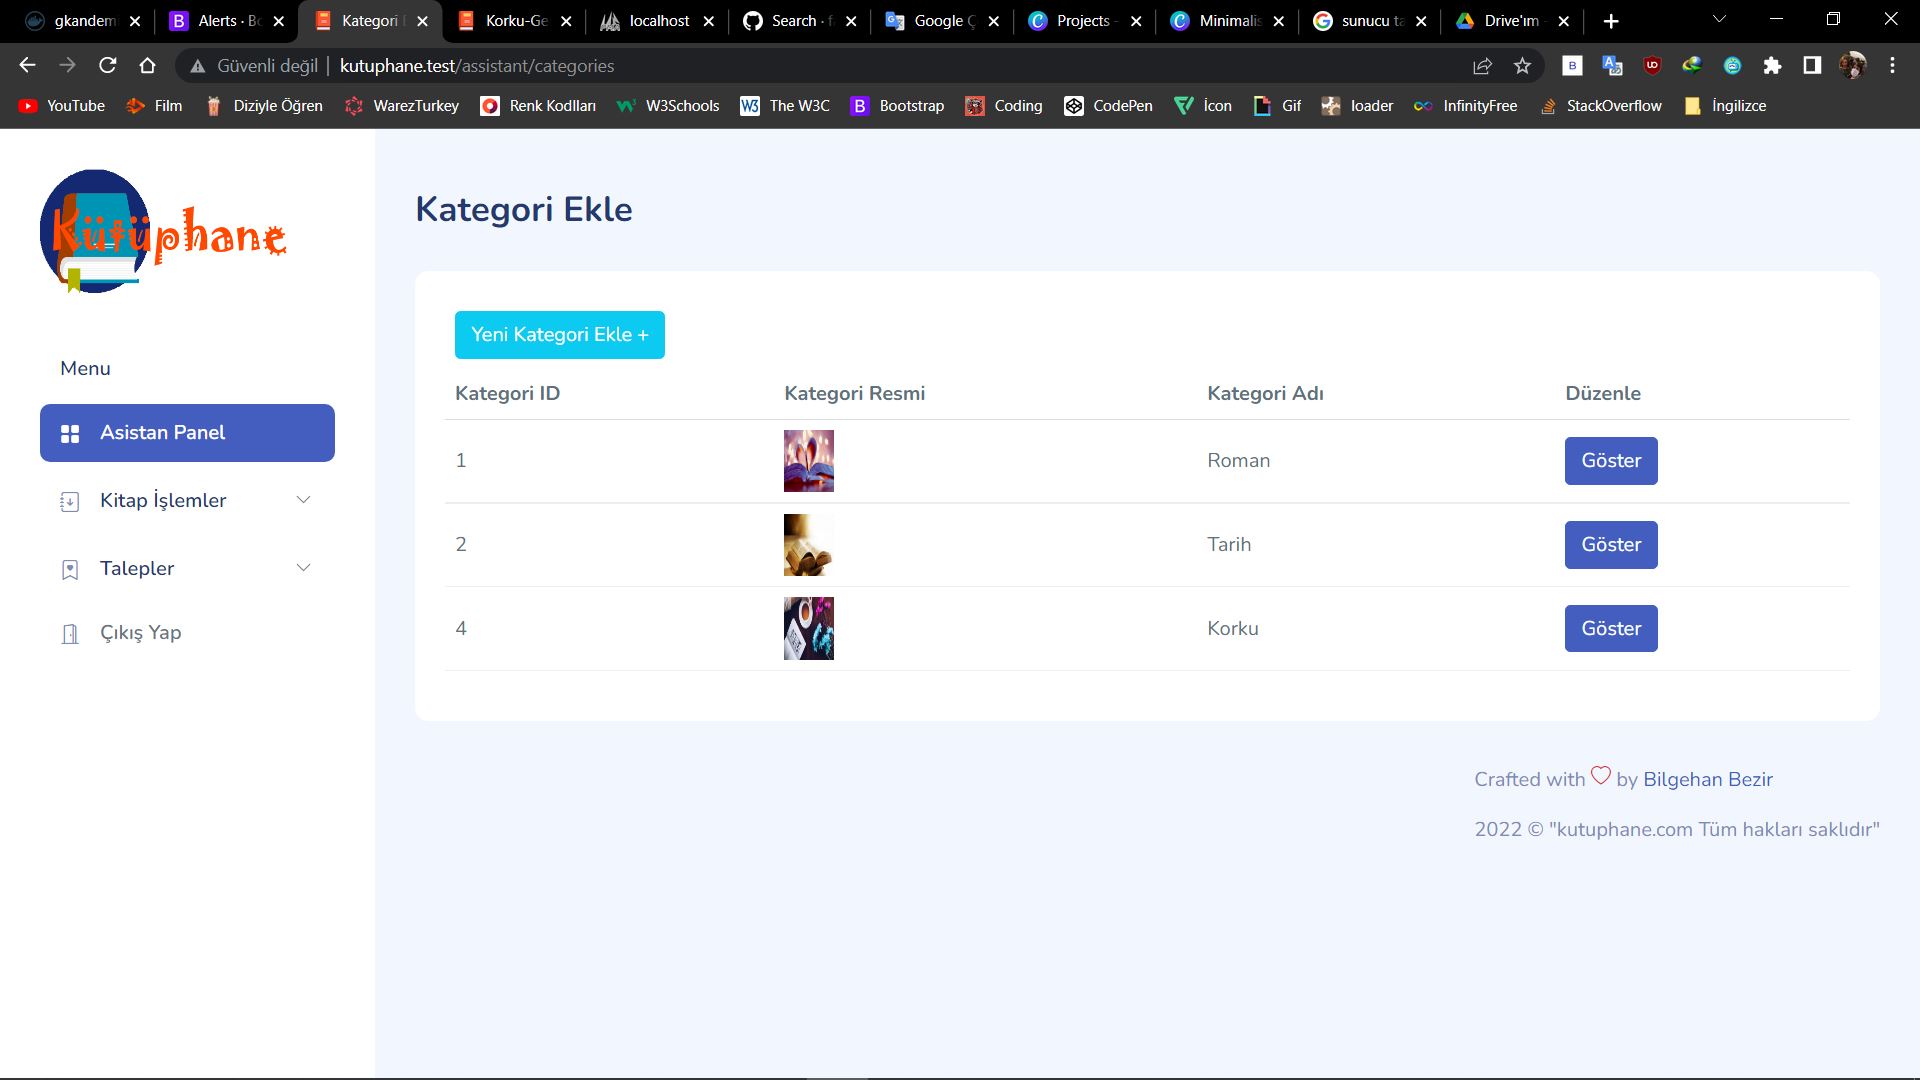 gkandemi
Alerts · Bo
Kategori E
Korku-Ge
localhost
Search · f
Google Ç
Projects -
Minimalis
sunucu ta
Drive'ım -
Güvenli değil | kutuphane.test/assistant/categories
YouTube
Film
Diziyle Öğren
WarezTurkey
Renk Kodlları
W3Schools
The W3C
Bootstrap
Coding
CodePen
İcon
Gif
loader
InfinityFree
StackOverflow
İngilizce
Kütüphane
Menu
Asistan Panel
Kitap İşlemler
Talepler
Çıkış Yap
Kategori Ekle
Yeni Kategori Ekle +
Kategori ID Kategori Resmi Kategori Adı Düzenle
1 Roman Göster
2 Tarih Göster
4 Korku Göster
Crafted with by Bilgehan Bezir
2022 © "kutuphane.com Tüm hakları saklıdır"